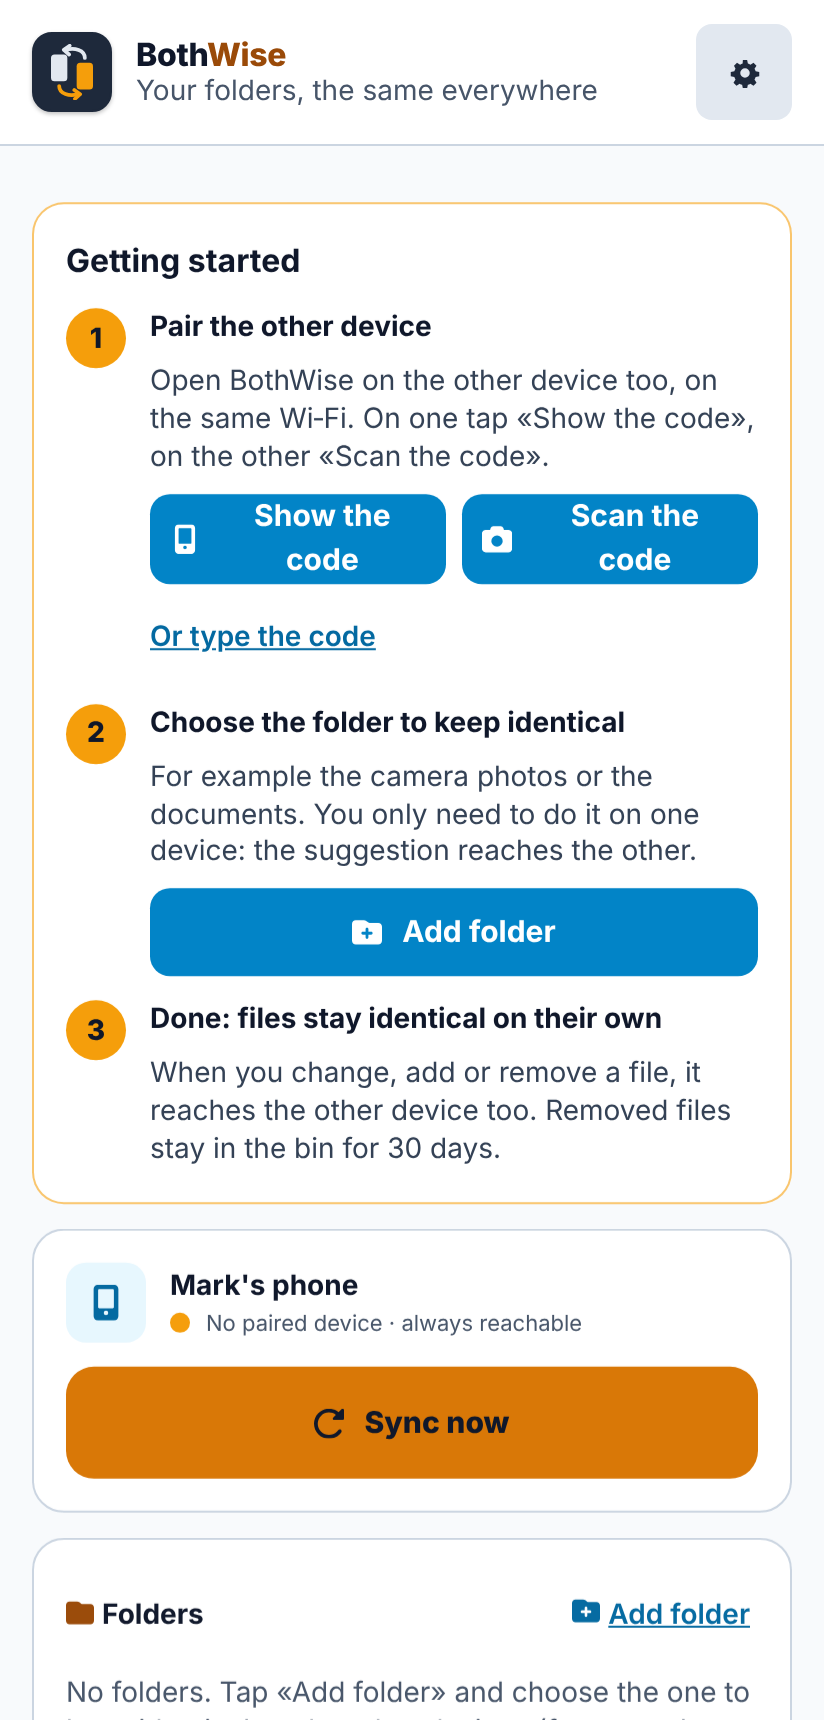 BothWise
Your folders, the same everywhere
Getting started
1
Pair the other device
Open BothWise on the other device too, on
the same Wi-Fi. On one tap «Show the code»,
on the other «Scan the code».
Show the
code
Scan the
code
Or type the code
2
Choose the folder to keep identical
For example the camera photos or the
documents. You only need to do it on one
device: the suggestion reaches the other.
Add folder
3
Done: files stay identical on their own
When you change, add or remove a file, it
reaches the other device too. Removed files
stay in the bin for 30 days.
Mark's phone
No paired device · always reachable
Sync now
Folders
Add folder
No folders. Tap «Add folder» and choose the one to